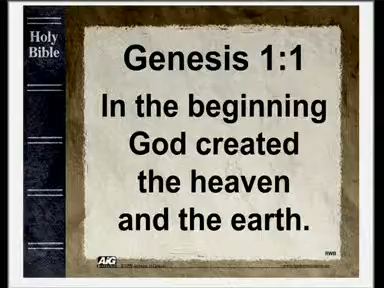 Holy
Bible
Genesis 1:1
In the beginning
God created
the heaven
and the earth.
RWB
AiG